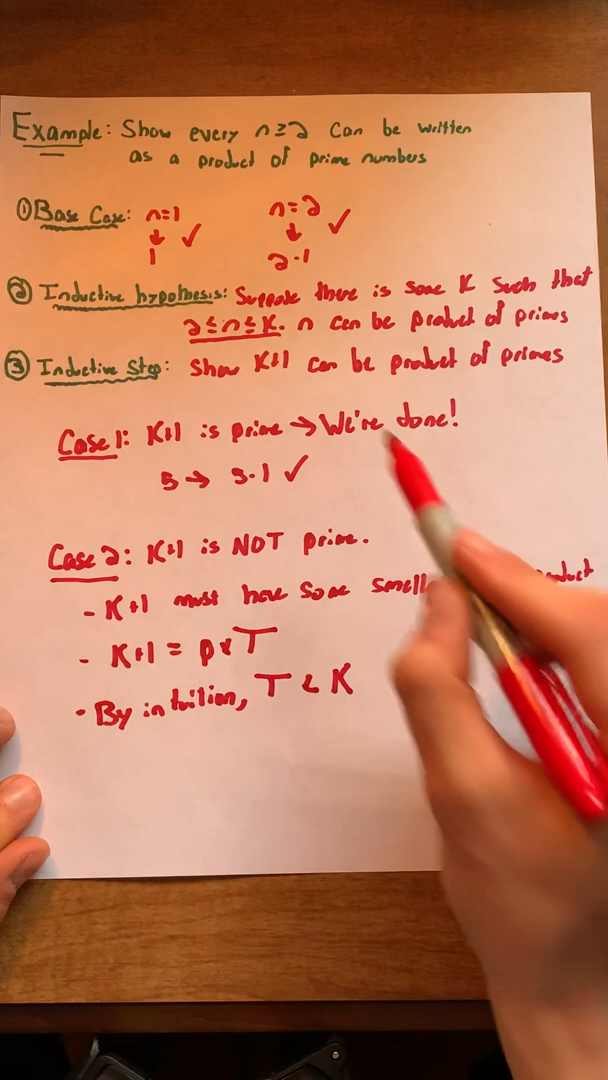 Example: Show every n≥2 can be written
as a product of prime numbers
① Base Case: n=1 ✓ n=2 ✓
↓ ↓
1 2·1
② Inductive hypothesis: Suppose there is some K such that
2≤n≤K. n can be product of primes
③ Inductive Step: Show K+1 can be product of primes
Case 1: K+1 is prime → We're done!
5 → 5·1 ✓
Case 2: K+1 is NOT prime.
- K+1 must have some
- K+1 = p x T
- By intuition, T < K